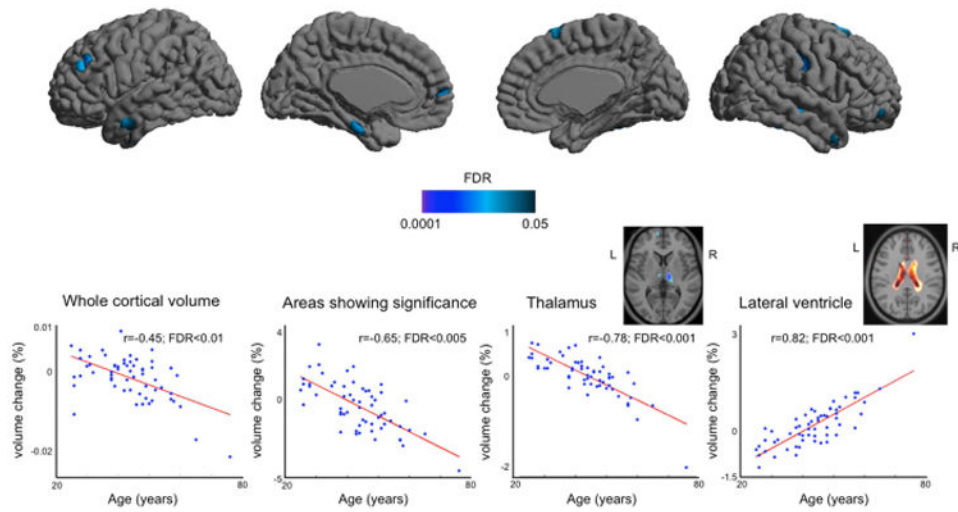 FDR
0.0001 0.05
L R
L R
Whole cortical volume
Areas showing significance
Thalamus
Lateral ventricle
0.01
0
-0.02
volume change (%)
r=-0.45; FDR<0.01
20
Age (years)
80
5
0
-5
volume change (%)
r=-0.65; FDR<0.005
Age (years)
1
0
-2
volume change (%)
r=-0.78; FDR<0.001
20
Age (years)
80
3
0
-1.5
volume change (%)
r=0.82; FDR<0.001
20
Age (years)
80